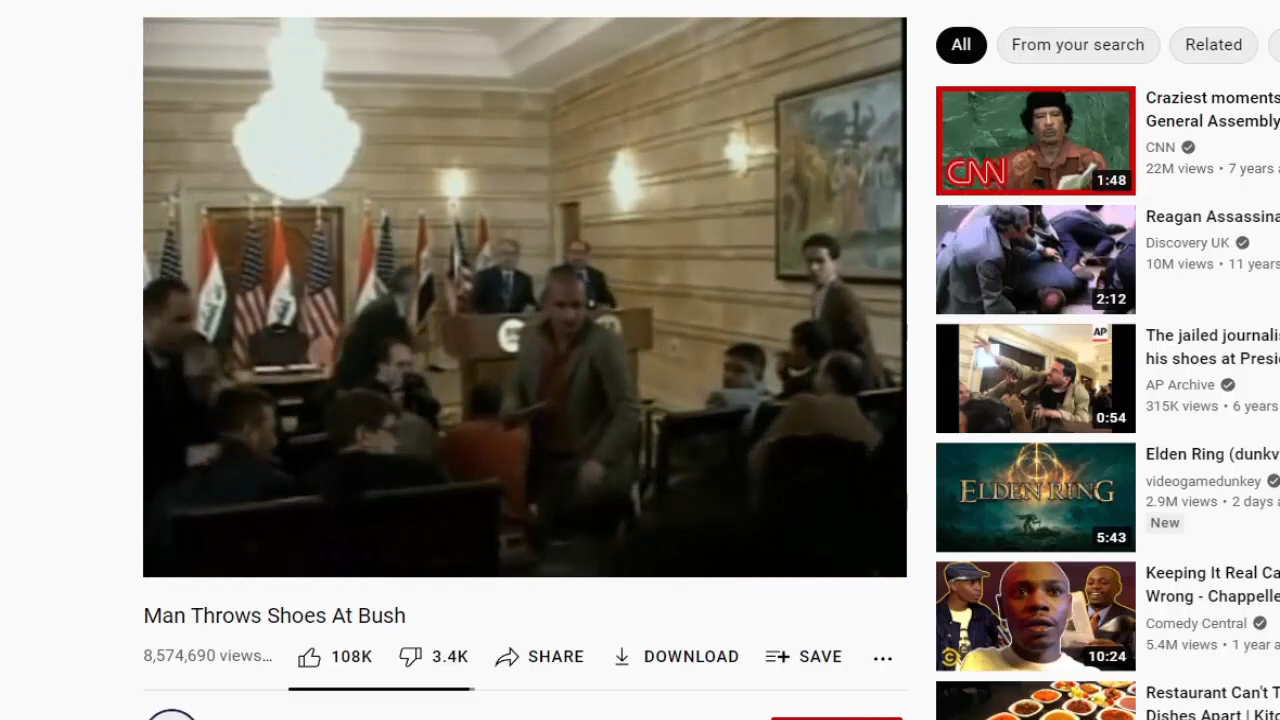 All
From your search
Related
Craziest moments
General Assembly
CNN
22M views • 7 years a
CNN
1:48
Reagan Assassina
Discovery UK
10M views • 11 years
2:12
The jailed journalis
his shoes at Presi
AP Archive
315K views • 6 years
AP
0:54
Elden Ring (dunkv
videogamedunkey
2.9M views • 2 days a
New
ELDEN RING
5:43
Keeping It Real Ca
Wrong - Chappelle
Comedy Central
5.4M views • 1 year a
10:24
Restaurant Can't T
Dishes Apart | Kitc
Man Throws Shoes At Bush
8,574,690 views...
108K
3.4K
SHARE
DOWNLOAD
SAVE
...